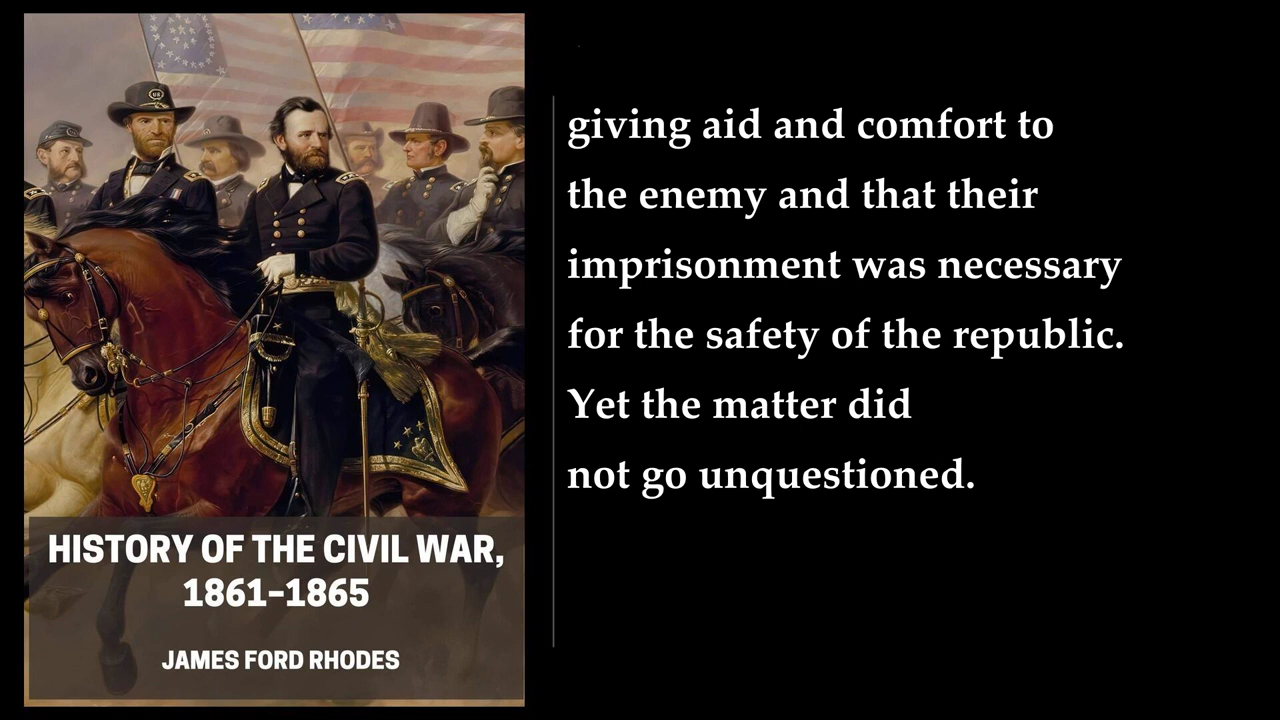 giving aid and comfort to
the enemy and that their
imprisonment was necessary
for the safety of the republic.
Yet the matter did
not go unquestioned.
HISTORY OF THE CIVIL WAR,
1861–1865
JAMES FORD RHODES